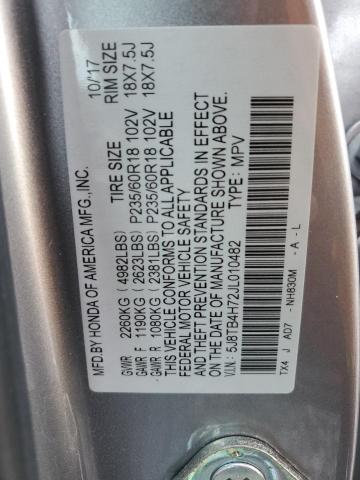 MFD.BY HONDA OF AMERICA MFG.,INC. 10/17
TIRE SIZE RIM SIZE
GVWR 2260KG (4982LBS)
GAWR F 1190KG (2623LBS) P235/60R18 102V 18X7.5J
GAWR R 1080KG (2381LBS) P235/60R18 102V 18X7.5J
THIS VEHICLE CONFORMS TO ALL APPLICABLE
FEDERAL MOTOR VEHICLE SAFETY
AND THEFT PREVENTION STANDARDS IN EFFECT
ON THE DATE OF MANUFACTURE SHOWN ABOVE.
V.I.N.: 5J8TB4H72JL010482 TYPE: MPV
TX4 J AD7 - NH830M - A - L